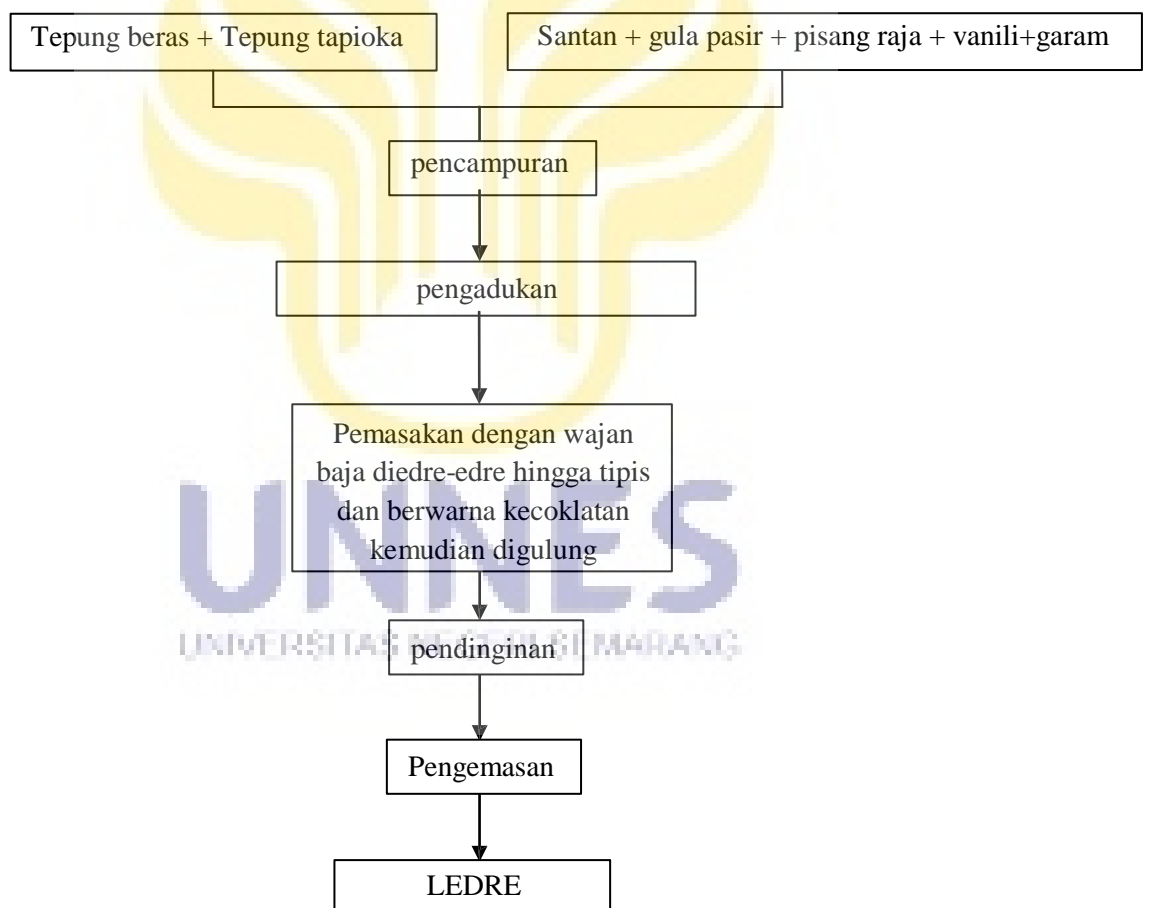 Tepung beras + Tepung tapioka
Santan + gula pasir + pisang raja + vanili+garam
pencampuran
pengadukan
Pemasakan dengan wajan
baja diedre-edre hingga tipis
dan berwarna kecoklatan
kemudian digulung
UNNES
UNIVERSITAS NEGERI SEMARANG
pendinginan
Pengemasan
LEDRE